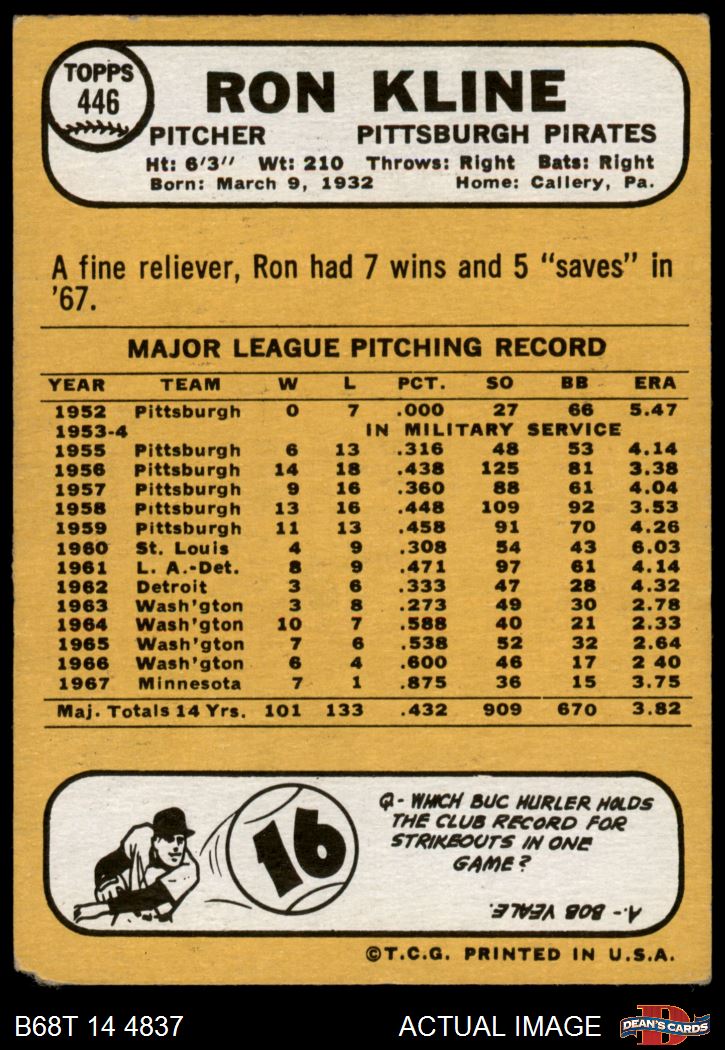 TOPPS
446
RON KLINE
PITCHER PITTSBURGH PIRATES
Ht: 6'3" Wt: 210 Throws: Right Bats: Right
Born: March 9, 1932 Home: Callery, Pa.
A fine reliever, Ron had 7 wins and 5 "saves" in
'67.
MAJOR LEAGUE PITCHING RECORD
YEAR TEAM W L PCT. SO BB ERA
1952 Pittsburgh 0 7 .000 27 66 5.47
1953-4 IN MILITARY SERVICE
1955 Pittsburgh 6 13 .316 48 53 4.14
1956 Pittsburgh 14 18 .438 125 81 3.38
1957 Pittsburgh 9 16 .360 88 61 4.04
1958 Pittsburgh 13 16 .448 109 92 3.53
1959 Pittsburgh 11 13 .458 91 70 4.26
1960 St. Louis 4 9 .308 54 43 6.03
1961 L. A.-Det. 8 9 .471 97 61 4.14
1962 Detroit 3 6 .333 47 28 4.32
1963 Wash'gton 3 8 .273 49 30 2.78
1964 Wash'gton 10 7 .588 40 21 2.33
1965 Wash'gton 7 6 .538 52 32 2.64
1966 Wash'gton 6 4 .600 46 17 2 40
1967 Minnesota 7 1 .875 36 15 3.75
Maj. Totals 14 Yrs. 101 133 .432 909 670 3.82
16
Q - WHICH BUC HURLER HOLDS
THE CLUB RECORD FOR
STRIKEOUTS IN ONE
GAME?
A. - BOB VEALE.
©T.C.G. PRINTED IN U.S.A.
B68T 14 4837 ACTUAL IMAGE DEAN'S CARDS